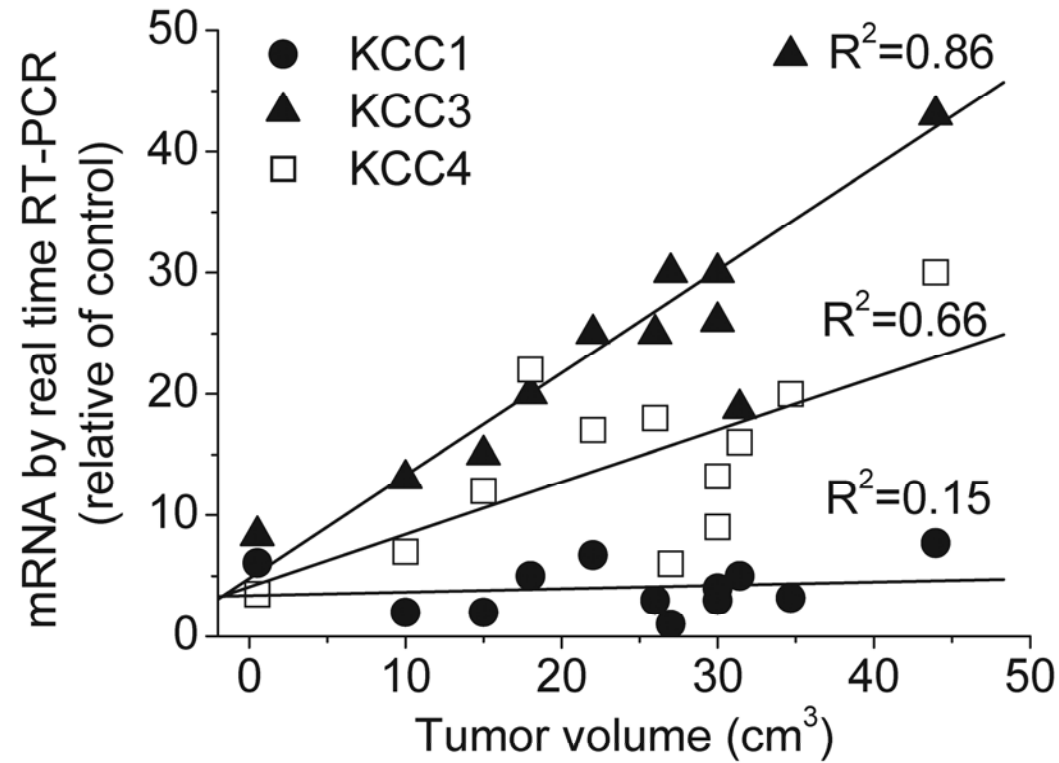 mRNA by real time RT-PCR
(relative of control)
50
40
30
20
10
0
KCC1
KCC3
KCC4
R²=0.86
R²=0.66
R²=0.15
0 10 20 30 40 50
Tumor volume (cm³)